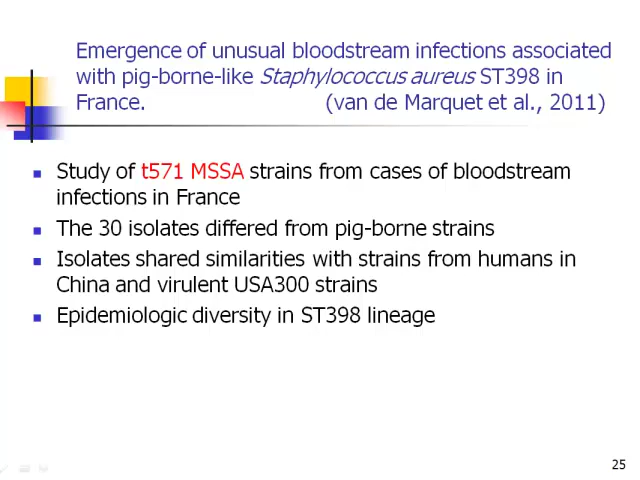 Emergence of unusual bloodstream infections associated
with pig-borne-like Staphylococcus aureus ST398 in
France. (van de Marquet et al., 2011)
Study of t571 MSSA strains from cases of bloodstream
infections in France
The 30 isolates differed from pig-borne strains
Isolates shared similarities with strains from humans in
China and virulent USA300 strains
Epidemiologic diversity in ST398 lineage
25